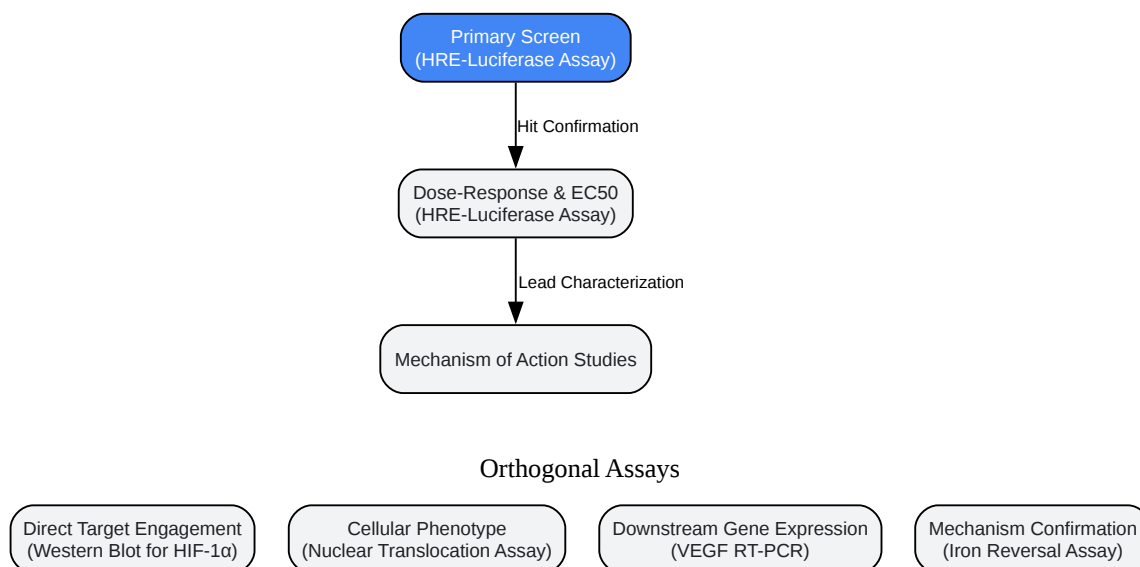 Primary Screen
(HRE-Luciferase Assay)
Hit Confirmation
Dose-Response & EC50
(HRE-Luciferase Assay)
Lead Characterization
Mechanism of Action Studies
Orthogonal Assays
Direct Target Engagement
(Western Blot for HIF-1α)
Cellular Phenotype
(Nuclear Translocation Assay)
Downstream Gene Expression
(VEGF RT-PCR)
Mechanism Confirmation
(Iron Reversal Assay)